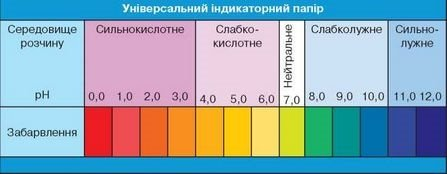 Універсальний індикаторний папір
Середовище розчину
Сильнокислотне
Слабко-
кислотне
Нейтральне
Слаболужне
Сильно-
лужне
pH
0,0 1,0 2,0 3,0 4,0 5,0 6,0 7,0 8,0 9,0 10,0 11,0 12,0
Забарвлення